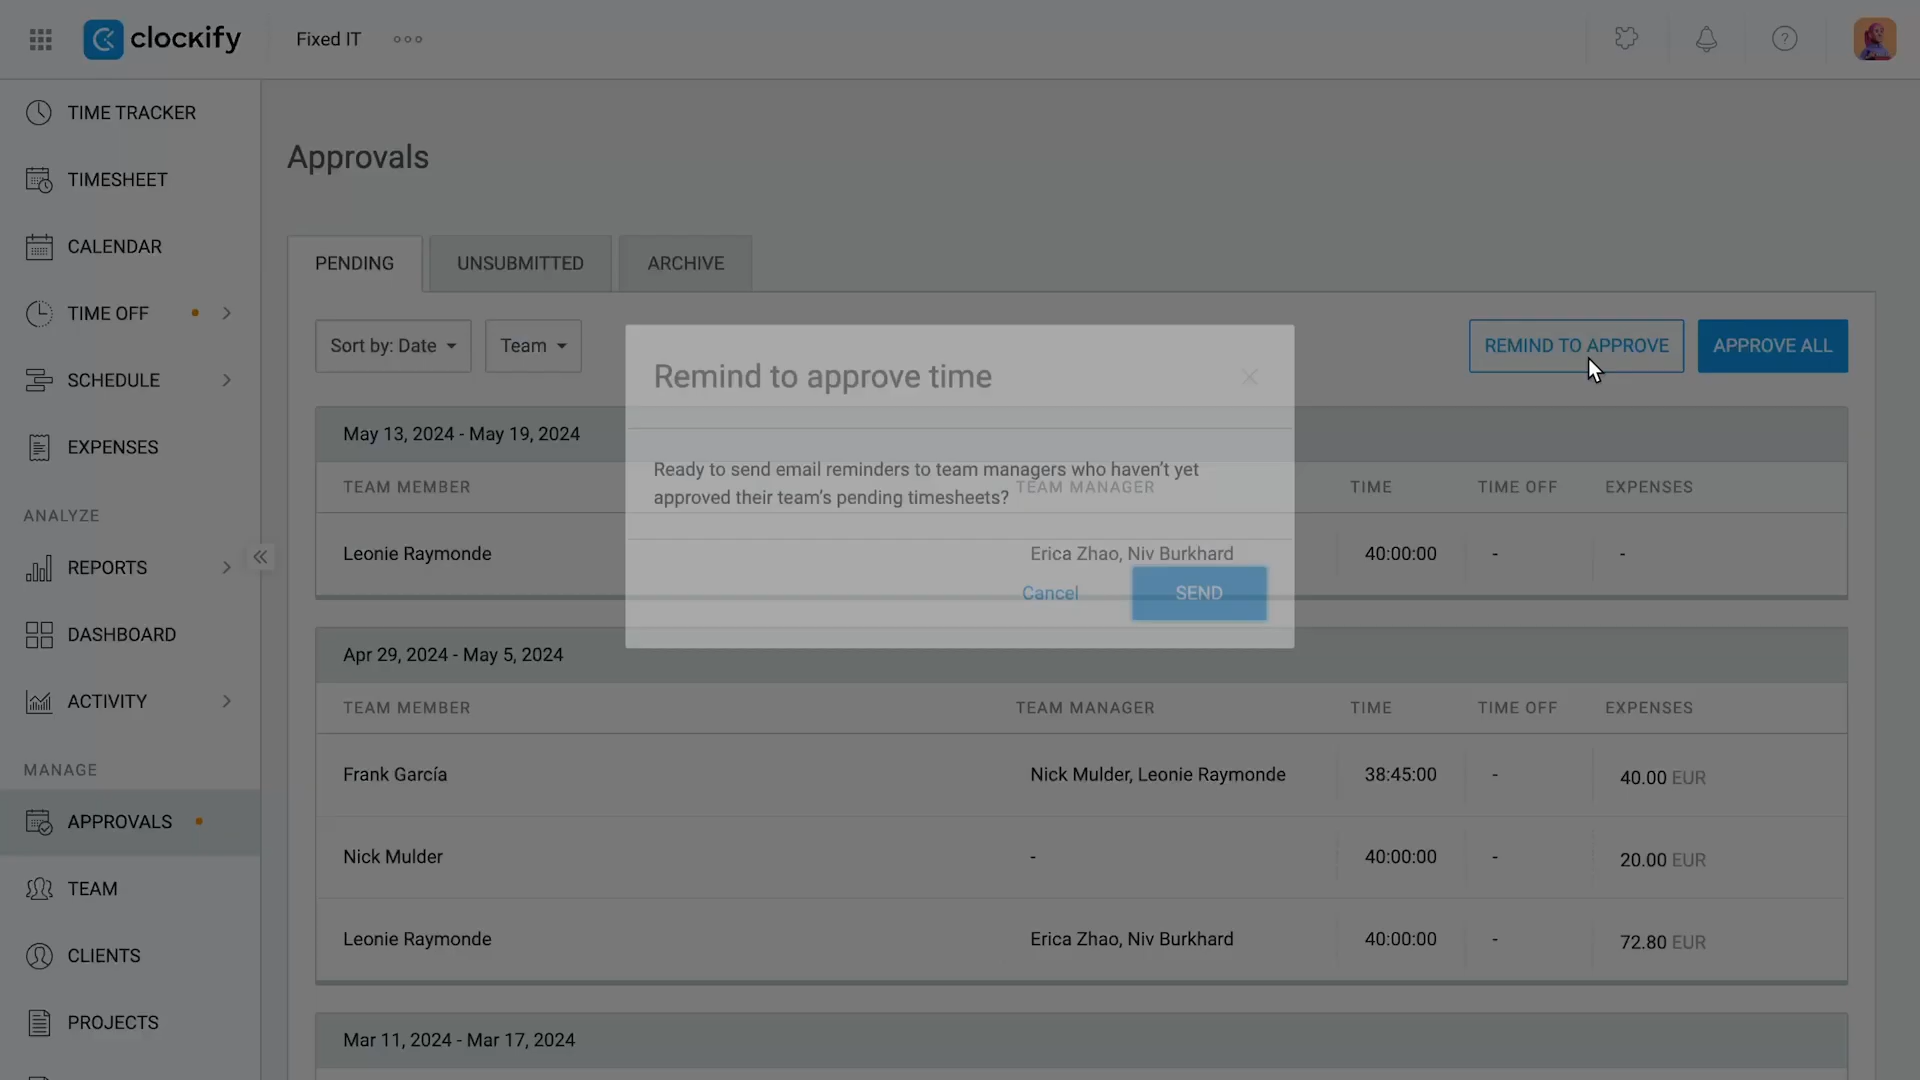 clockify
Fixed IT
TIME TRACKER
TIMESHEET
CALENDAR
TIME OFF
SCHEDULE
EXPENSES
ANALYZE
REPORTS
DASHBOARD
ACTIVITY
MANAGE
APPROVALS
TEAM
CLIENTS
PROJECTS
Approvals
PENDING
UNSUBMITTED
ARCHIVE
Sort by: Date
Team
REMIND TO APPROVE
APPROVE ALL
Remind to approve time
Ready to send email reminders to team managers who haven't yet
approved their team's pending timesheets?
Cancel
SEND
May 13, 2024 - May 19, 2024
TEAM MEMBER TEAM MANAGER TIME TIME OFF EXPENSES
Leonie Raymonde Erica Zhao, Niv Burkhard 40:00:00 - -
Apr 29, 2024 - May 5, 2024
TEAM MEMBER TEAM MANAGER TIME TIME OFF EXPENSES
Frank García Nick Mulder, Leonie Raymonde 38:45:00 - 40.00 EUR
Nick Mulder - 40:00:00 - 20.00 EUR
Leonie Raymonde Erica Zhao, Niv Burkhard 40:00:00 - 72.80 EUR
Mar 11, 2024 - Mar 17, 2024